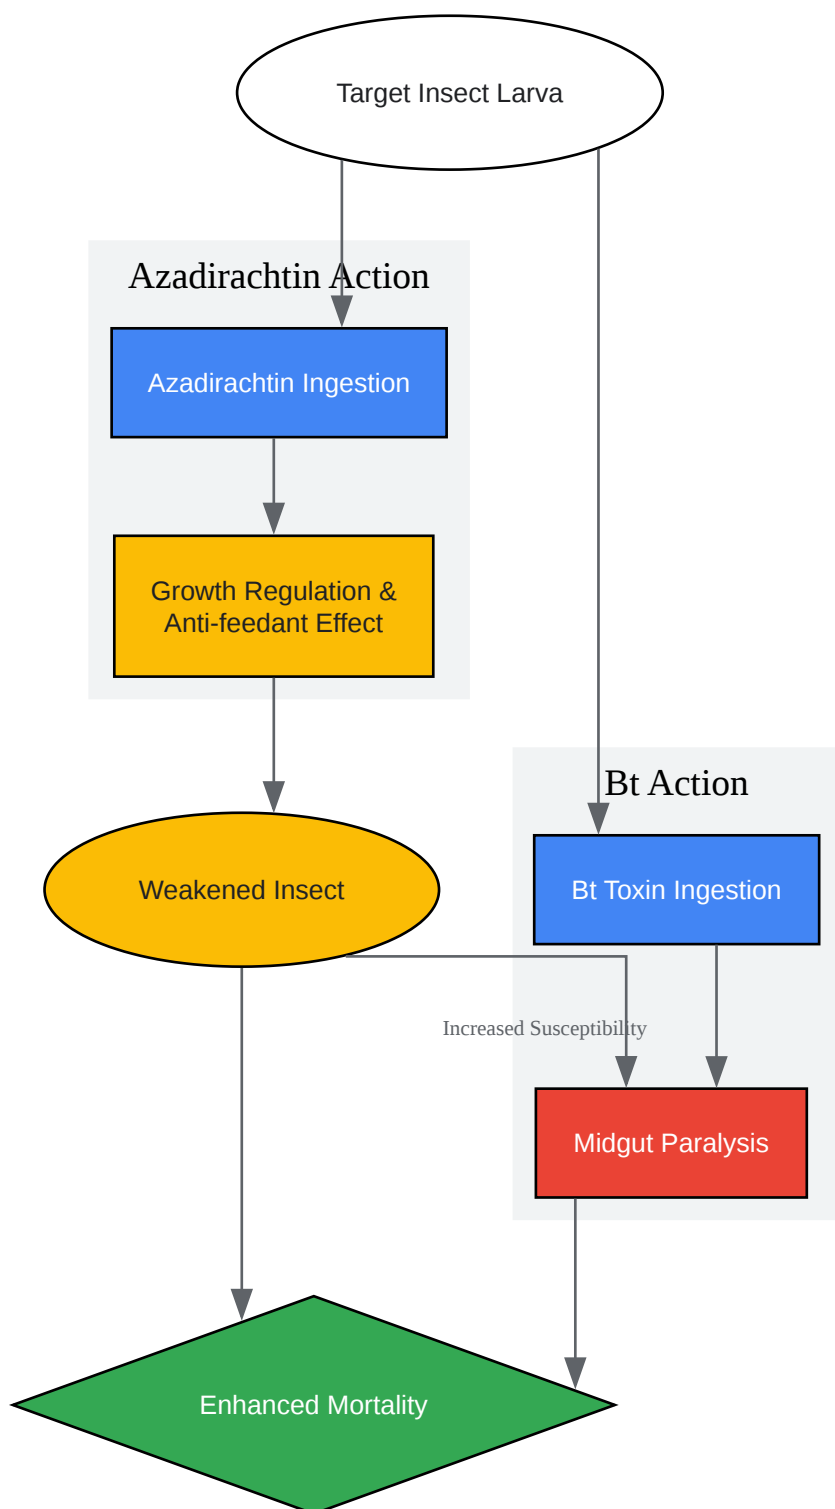 Target Insect Larva
Azadirachtin Action
Azadirachtin Ingestion
Growth Regulation &
Anti-feedant Effect
Weakened Insect
Bt Action
Bt Toxin Ingestion
Increased Susceptibility
Midgut Paralysis
Enhanced Mortality